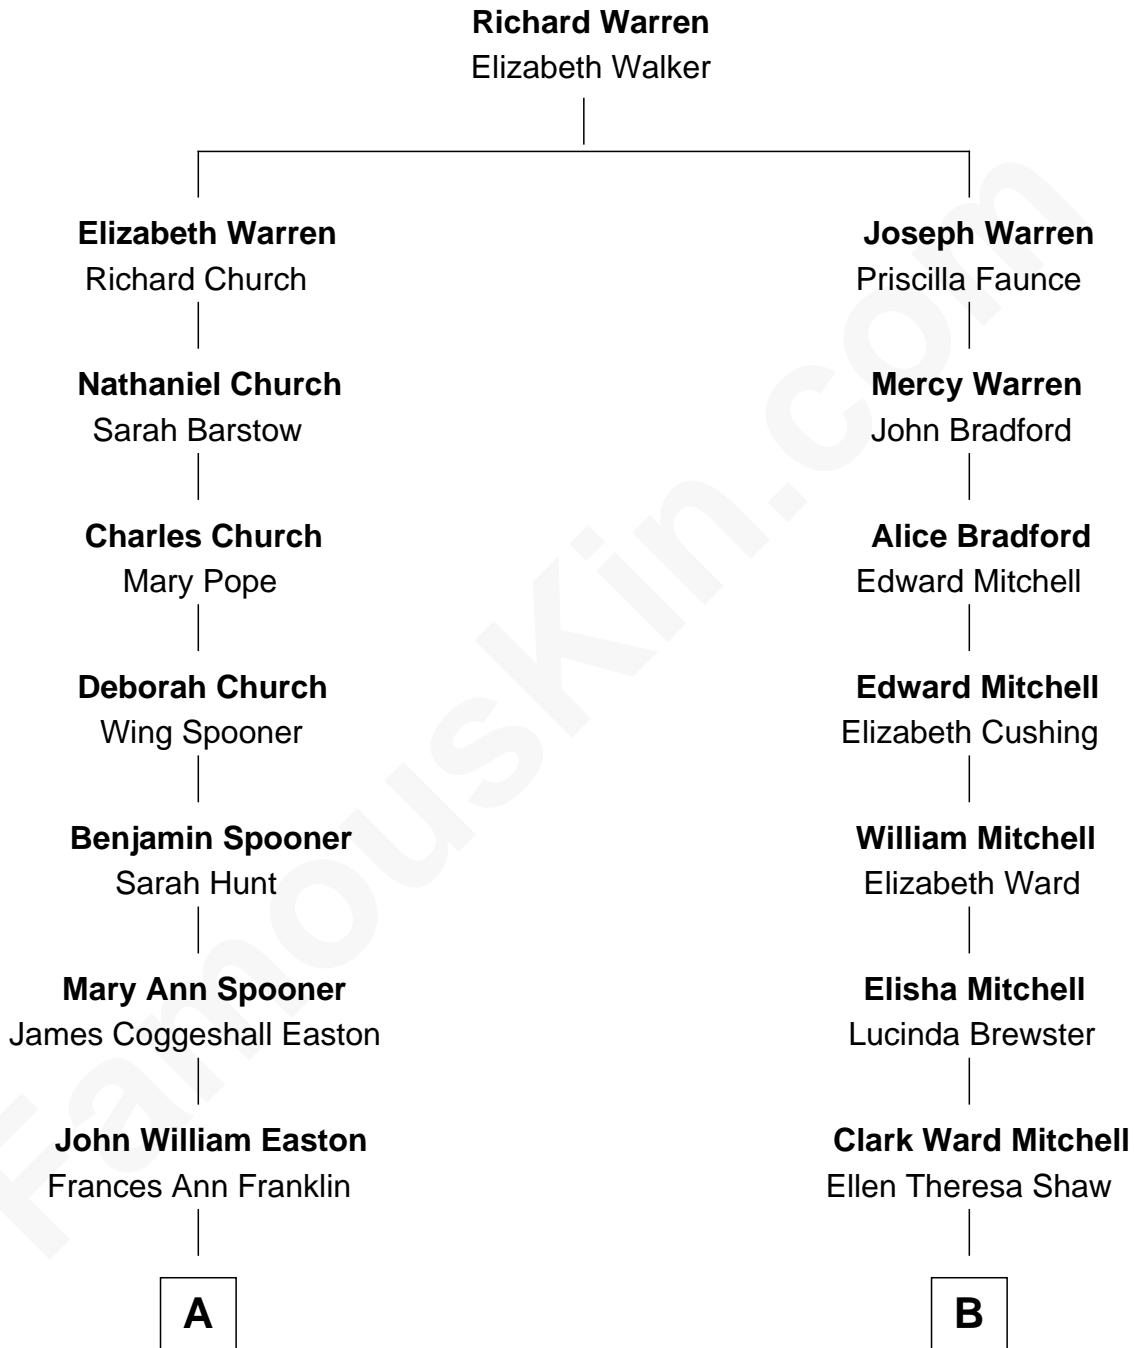 Richard Warren
Elizabeth Walker
Elizabeth Warren
Richard Church
Nathaniel Church
Sarah Barstow
Charles Church
Mary Pope
Deborah Church
Wing Spooner
Benjamin Spooner
Sarah Hunt
Mary Ann Spooner
James Coggeshall Easton
John William Easton
Frances Ann Franklin
A
Joseph Warren
Priscilla Faunce
Mercy Warren
John Bradford
Alice Bradford
Edward Mitchell
Edward Mitchell
Elizabeth Cushing
William Mitchell
Elizabeth Ward
Elisha Mitchell
Lucinda Brewster
Clark Ward Mitchell
Ellen Theresa Shaw
B
FamousKin.com